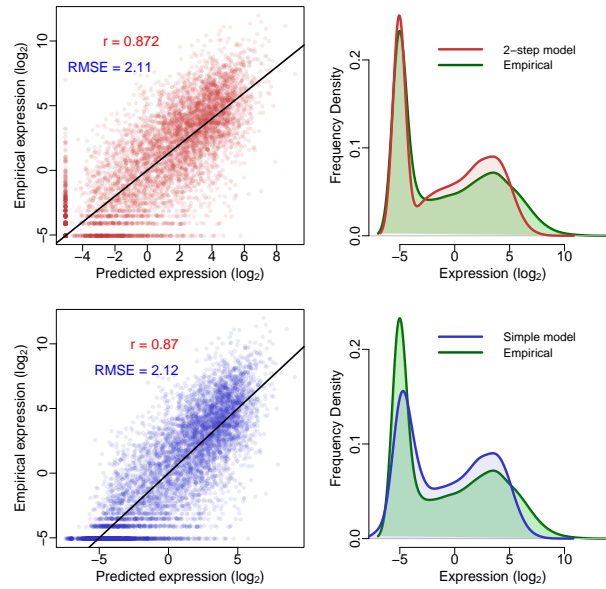 r = 0.872
RMSE = 2.11
Empirical expression (log2)
10
5
0
−5
−4
−2
0
2
4
6
8
Predicted expression (log2)
2−step model
Empirical
Frequency Density
0.2
0.1
0.0
−5
0
5
10
Expression (log2)
r = 0.87
RMSE = 2.12
Empirical expression (log2)
10
5
0
−5
−5
0
5
Predicted expression (log2)
Simple model
Empirical
Frequency Density
0.2
0.1
0.0
−5
0
5
10
Expression (log2)